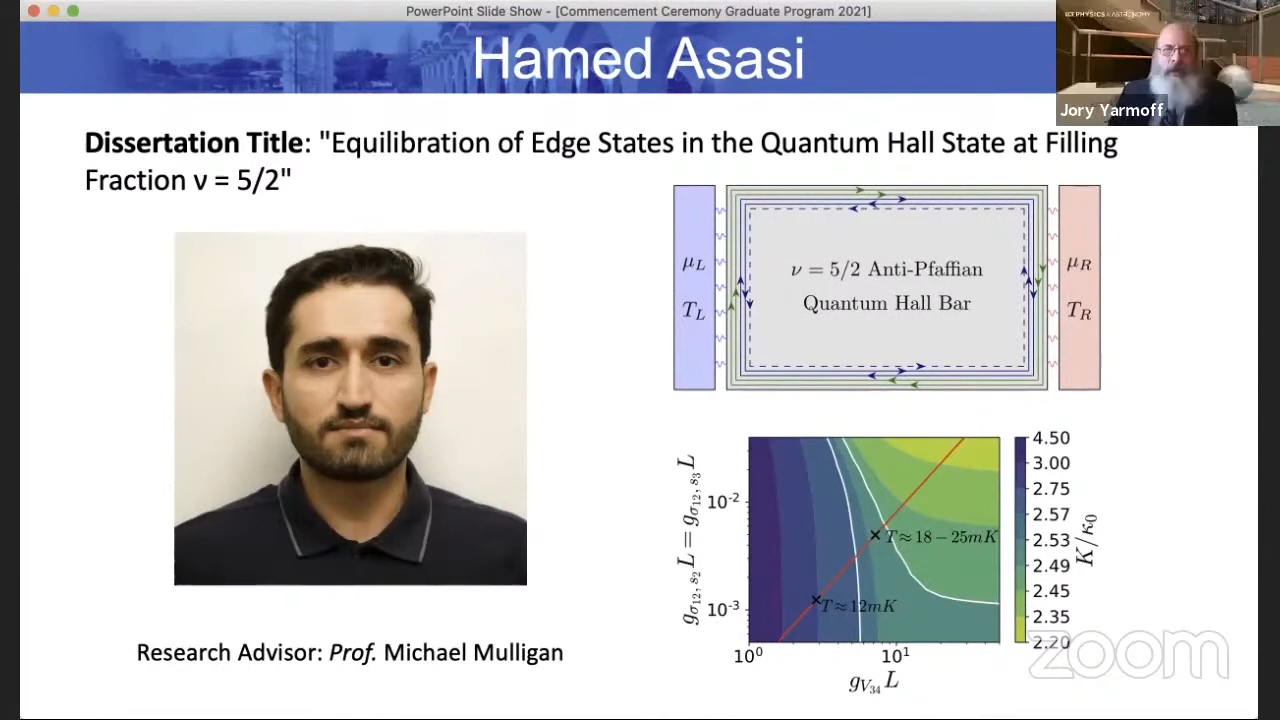 PowerPoint Slide Show - [Commencement Ceremony Graduate Program 2021]
Hamed Asasi
PHYSICS & ASTRONOMY
Jory Yarmoff
Dissertation Title: "Equilibration of Edge States in the Quantum Hall State at Filling
Fraction ν = 5/2"
μL
TL
ν = 5/2 Anti-Pfaffian
Quantum Hall Bar
μR
TR
gσ12,s2 L = gσ12,s3 L
10⁻²
10⁻³
T ≈ 18 − 25mK
T ≈ 12mK
10⁰
10¹
gV34 L
4.50
3.00
2.75
2.57
2.53
2.49
2.45
2.35
2.20
K/κ0
Research Advisor: Prof. Michael Mulligan
zoom